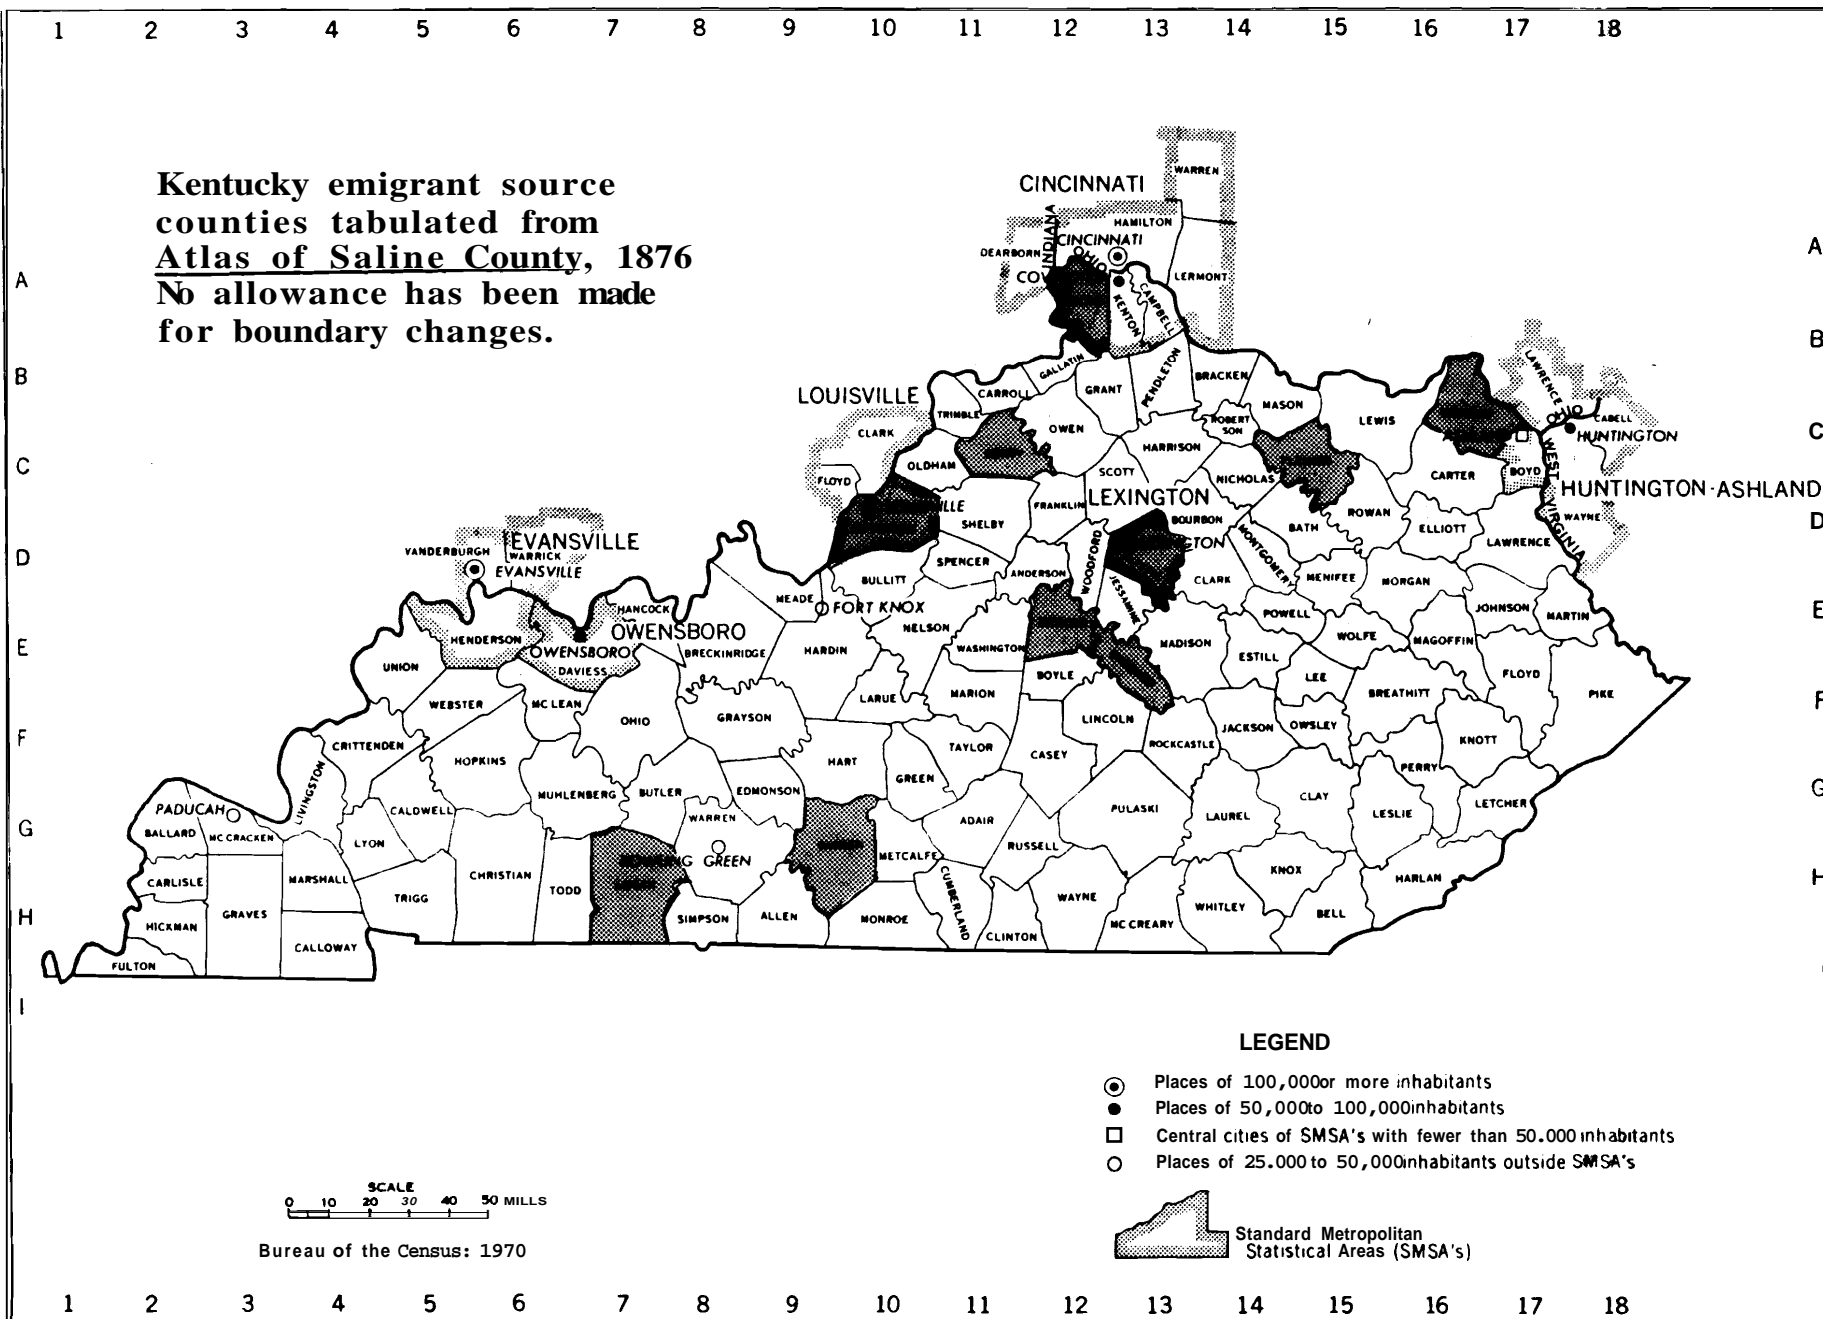 1 2 3 4 5 6 7 8 9 10 11 12 13 14 15 16 17 18
Kentucky emigrant source
counties tabulated from
Atlas of Saline County, 1876
No allowance has been made
for boundary changes.
A
B
C
D
E
F
G
H
I
A
B
C
D
E
F
G
H
WARREN
CINCINNATI
INDIANA
HAMILTON
CINCINNATI
DEARBORN
OHIO
COV
LERMONT
KENTON
CAMPBELL
GALLATIN
PENDLETON
BRACKEN
LAWRENCE
LOUISVILLE
CARROLL
GRANT
MASON
TRIMBLE
ROBERT
SON
LEWIS
OHIO
CABELL
CLARK
OWEN
HARRISON
HUNTINGTON
OLDHAM
SCOTT
NICHOLAS
CARTER
BOYD
WEST VIRGINIA
FLOYD
LEXINGTON
HUNTINGTON-ASHLAND
FRANKLIN
BOURBON
ROWAN
WAYNE
SHELBY
BATH
ELLIOTT
LAWRENCE
EVANSVILLE
VANDERBURGH
WARRICK
EVANSVILLE
SPENCER
ANDERSON
WOODFORD
JESSAMINE
CLARK
MONTGOMERY
MENIFEE
MORGAN
BULLITT
MEADE
FORT KNOX
HANCOCK
POWELL
JOHNSON
MARTIN
HENDERSON
OWENSBORO
NELSON
WOLFE
MAGOFFIN
OWENSBORO
BRECKINRIDGE
HARDIN
WASHINGTON
MADISON
ESTILL
UNION
DAVIESS
BOYLE
LEE
FLOYD
LARUE
MARION
BREATHITT
PIKE
WEBSTER
MC LEAN
OHIO
GRAYSON
LINCOLN
JACKSON
OWSLEY
CRITTENDEN
TAYLOR
CASEY
ROCKCASTLE
KNOTT
HOPKINS
HART
GREEN
PERRY
LIVINGSTON
MUHLENBERG
BUTLER
EDMONSON
CLAY
PADUCAH
CALDWELL
WARREN
PULASKI
LAUREL
LESLIE
LETCHER
BALLARD
MC CRACKEN
LYON
ADAIR
RUSSELL
GREEN
METCALFE
CARLISLE
MARSHALL
CHRISTIAN
TODD
KNOX
HARLAN
TRIGG
CUMBERLAND
WAYNE
GRAVES
WHITLEY
BELL
HICKMAN
SIMPSON
ALLEN
MONROE
MC CREARY
CALLOWAY
CLINTON
FULTON
LEGEND
Places of 100,000or more inhabitants
Places of 50,000to 100,000inhabitants
Central cities of SMSA's with fewer than 50.000 inhabitants
Places of 25.000 to 50,000inhabitants outside SMSA's
Standard Metropolitan
Statistical Areas (SMSA's)
SCALE
0 10 20 30 40 50 MILLS
Bureau of the Census: 1970
1 2 3 4 5 6 7 8 9 10 11 12 13 14 15 16 17 18